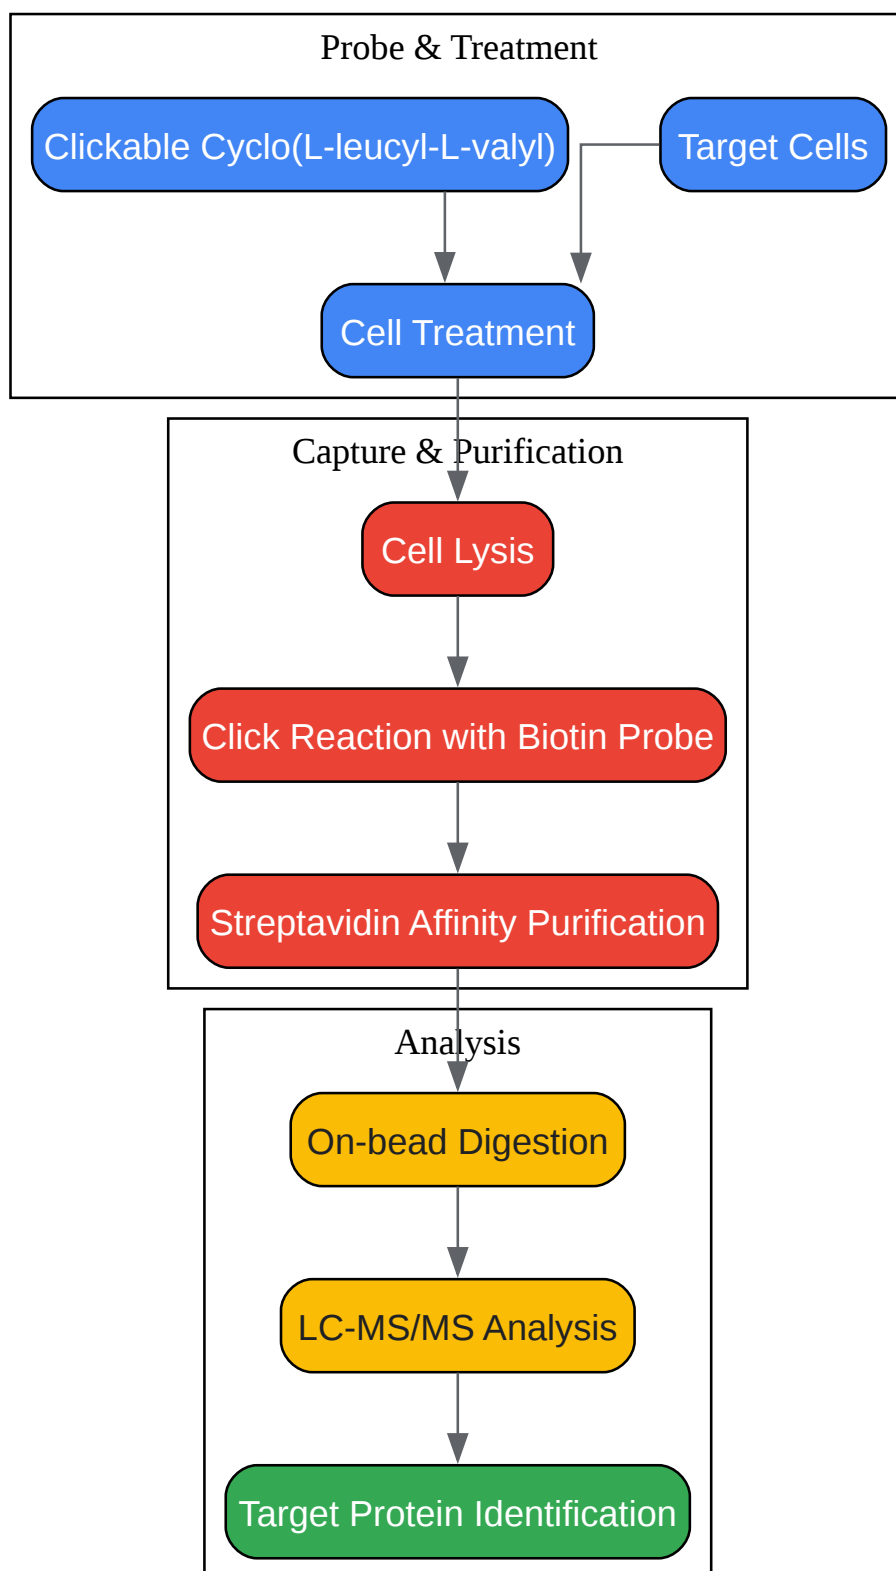 Probe & Treatment
Clickable Cyclo(L-leucyl-L-valyl)
Target Cells
Cell Treatment
Capture & Purification
Cell Lysis
Click Reaction with Biotin Probe
Streptavidin Affinity Purification
Analysis
On-bead Digestion
LC-MS/MS Analysis
Target Protein Identification